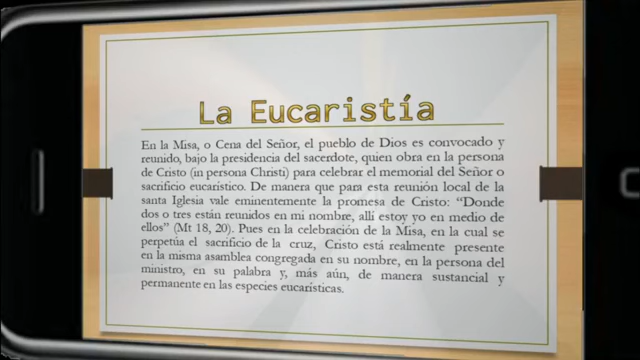 La Eucaristía
En la Misa, o Cena del Señor, el pueblo de Dios es convocado y
reunido, bajo la presidencia del sacerdote, quien obra en la persona
de Cristo (in persona Christi) para celebrar el memorial del Señor o
sacrificio eucarístico. De manera que para esta reunión local de la
santa Iglesia vale eminentemente la promesa de Cristo: “Donde
dos o tres están reunidos en mi nombre, allí estoy yo en medio de
ellos” (Mt 18, 20). Pues en la celebración de la Misa, en la cual se
perpetúa el sacrificio de la cruz, Cristo está realmente presente
en la misma asamblea congregada en su nombre, en la persona del
ministro, en su palabra y, más aún, de manera sustancial y
permanente en las especies eucarísticas.